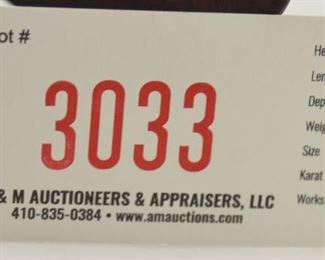 ot #
3033
& M AUCTIONEERS & APPRAISERS, LLC
410-835-0384 • www.amauctions.com
He
Len
Dep
Weig
Size
Karat
Works